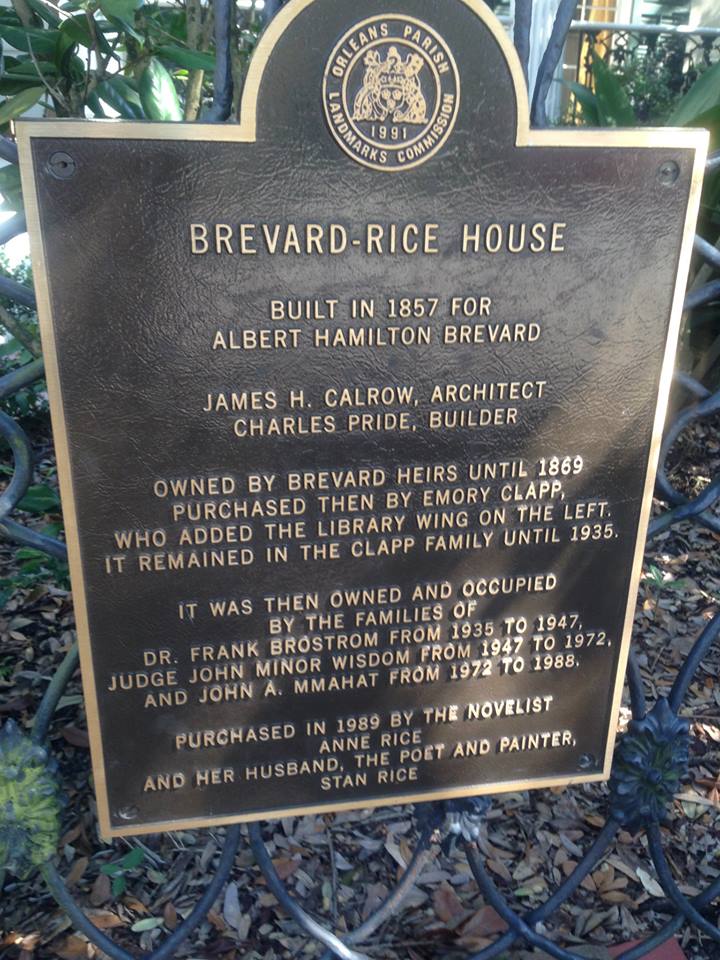 ORLEANS PARISH
LANDMARKS COMMISSION
1991
BREVARD-RICE HOUSE
BUILT IN 1857 FOR
ALBERT HAMILTON BREVARD
JAMES H. CALROW, ARCHITECT
CHARLES PRIDE, BUILDER
OWNED BY BREVARD HEIRS UNTIL 1869
PURCHASED THEN BY EMORY CLAPP,
WHO ADDED THE LIBRARY WING ON THE LEFT.
IT REMAINED IN THE CLAPP FAMILY UNTIL 1935.
IT WAS THEN OWNED AND OCCUPIED
BY THE FAMILIES OF
DR. FRANK BROSTROM FROM 1935 TO 1947,
JUDGE JOHN MINOR WISDOM FROM 1947 TO 1972,
AND JOHN A. MMAHAT FROM 1972 TO 1988.
PURCHASED IN 1989 BY THE NOVELIST
ANNE RICE
AND HER HUSBAND, THE POET AND PAINTER,
STAN RICE